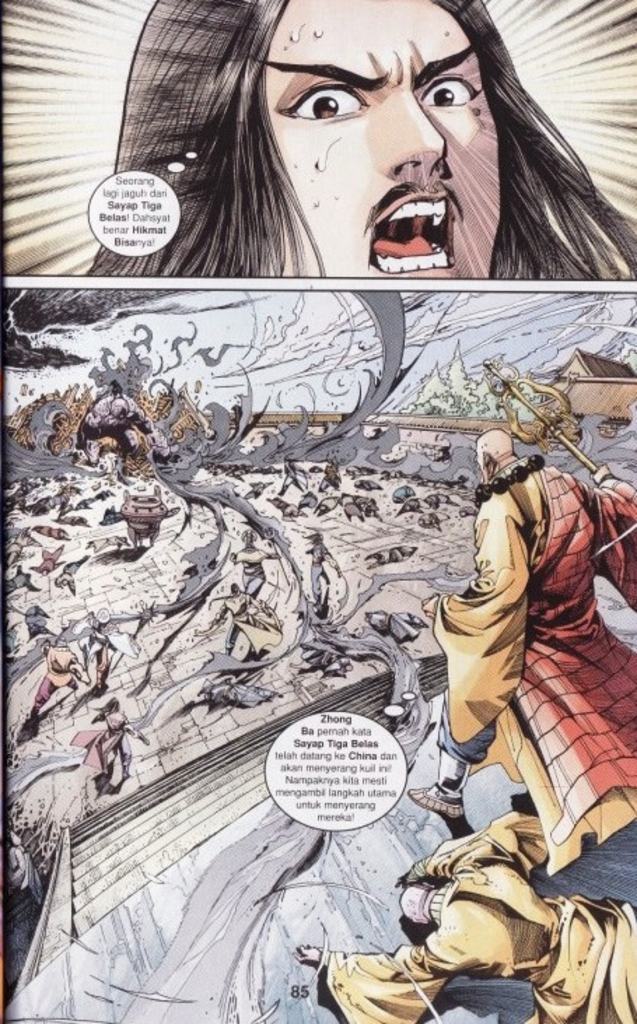 Seorang
lagi jaguh dari
Sayap Tiga
Belas! Dahsyat
benar Hikmat
Bisanya!
Zhong
Ba pernah kata
Sayap Tiga Belas
telah datang ke China dan
akan menyerang kuil ini!
Nampaknya kita mesti
mengambil langkah utama
untuk menyerang
mereka!
85